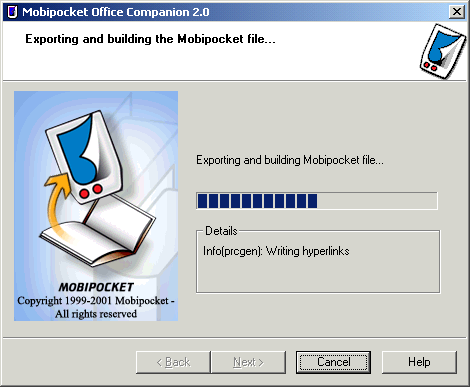 Mobipocket Office Companion 2.0
Exporting and building the Mobipocket file...
Exporting and building Mobipocket file...
Details
Info(prcgen): Writing hyperlinks
MOBIPOCKET
Copyright 1999-2001 Mobipocket -
All rights reserved
< Back
Next >
Cancel
Help